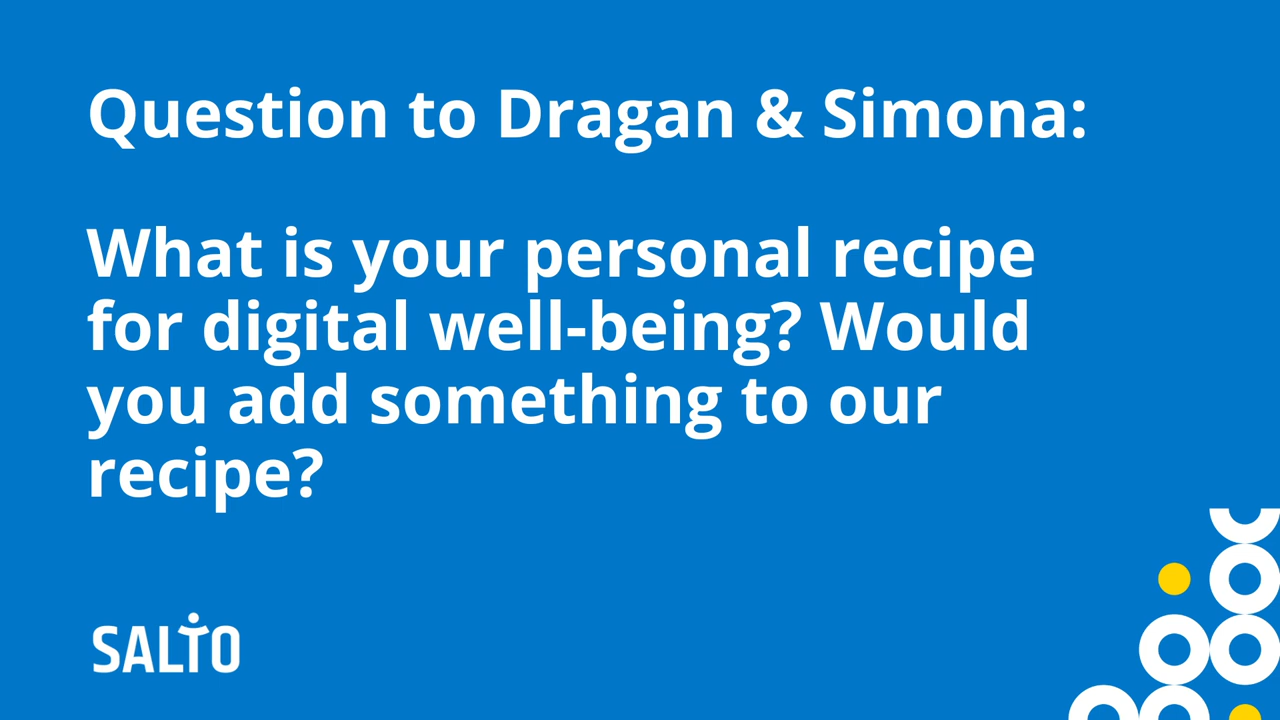 Question to Dragan & Simona:
What is your personal recipe
for digital well-being? Would
you add something to our
recipe?
SALTO